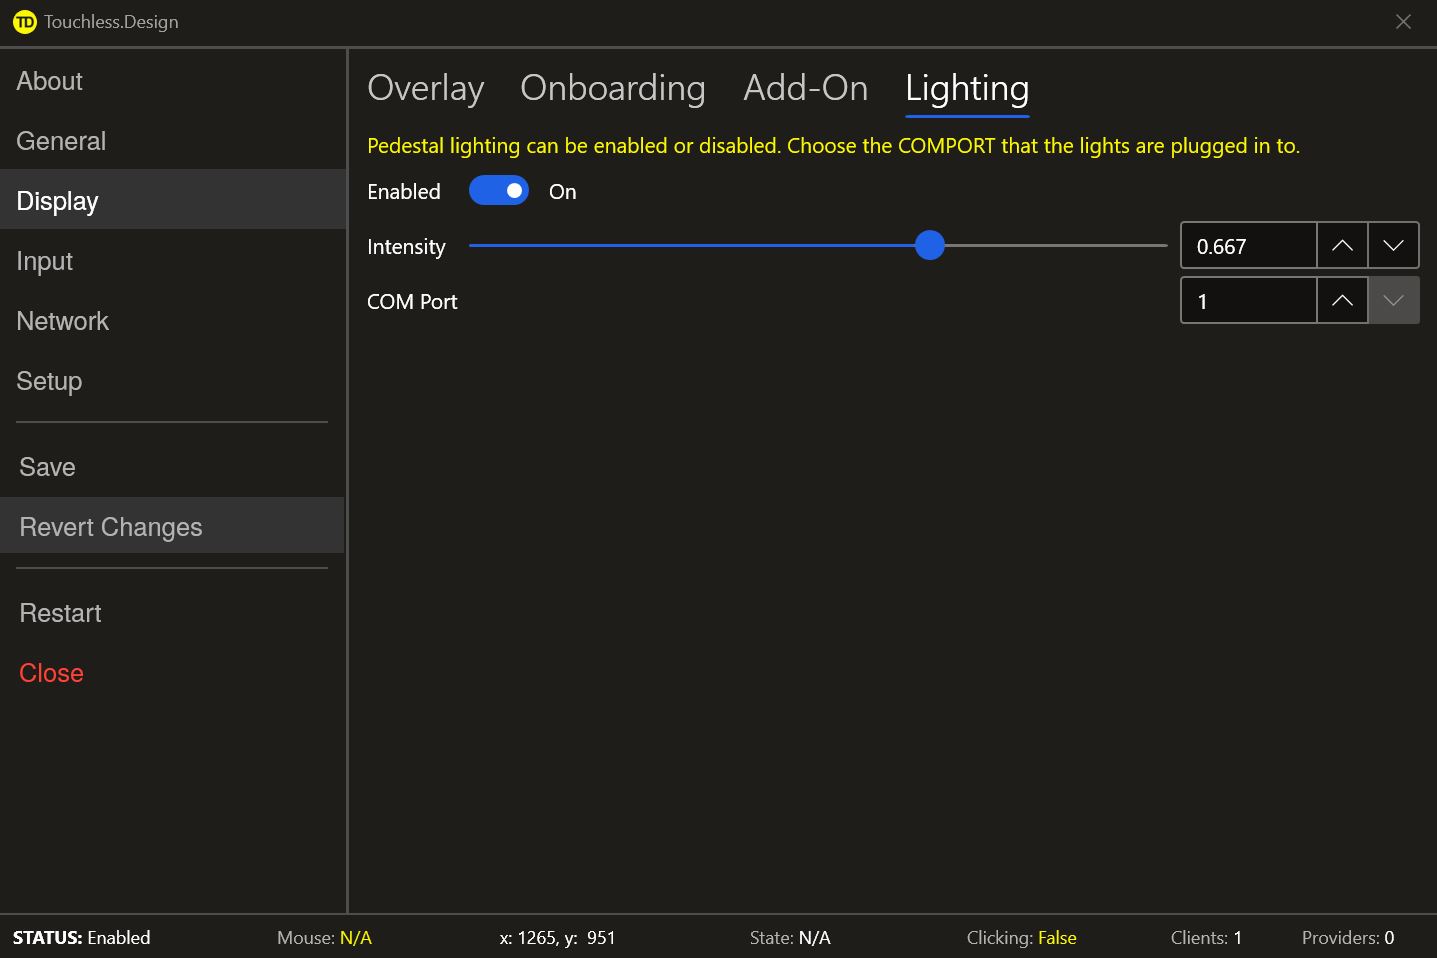 TD Touchless.Design
About
General
Display
Input
Network
Setup
Save
Revert Changes
Restart
Close
Overlay Onboarding Add-On Lighting
Pedestal lighting can be enabled or disabled. Choose the COMPORT that the lights are plugged in to.
Enabled On
Intensity 0.667
COM Port 1
STATUS: Enabled Mouse: N/A x: 1265, y: 951 State: N/A Clicking: False Clients: 1 Providers: 0